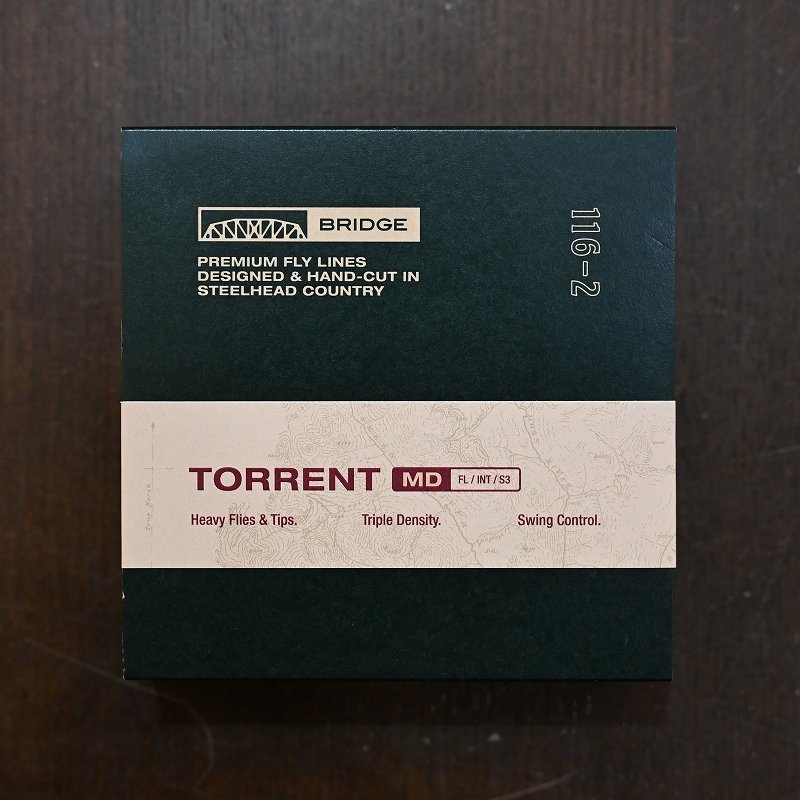 BRIDGE
PREMIUM FLY LINES
DESIGNED & HAND-CUT IN
STEELHEAD COUNTRY
116-2
TORRENT MD FL / INT / S3
Heavy Flies & Tips. Triple Density. Swing Control.